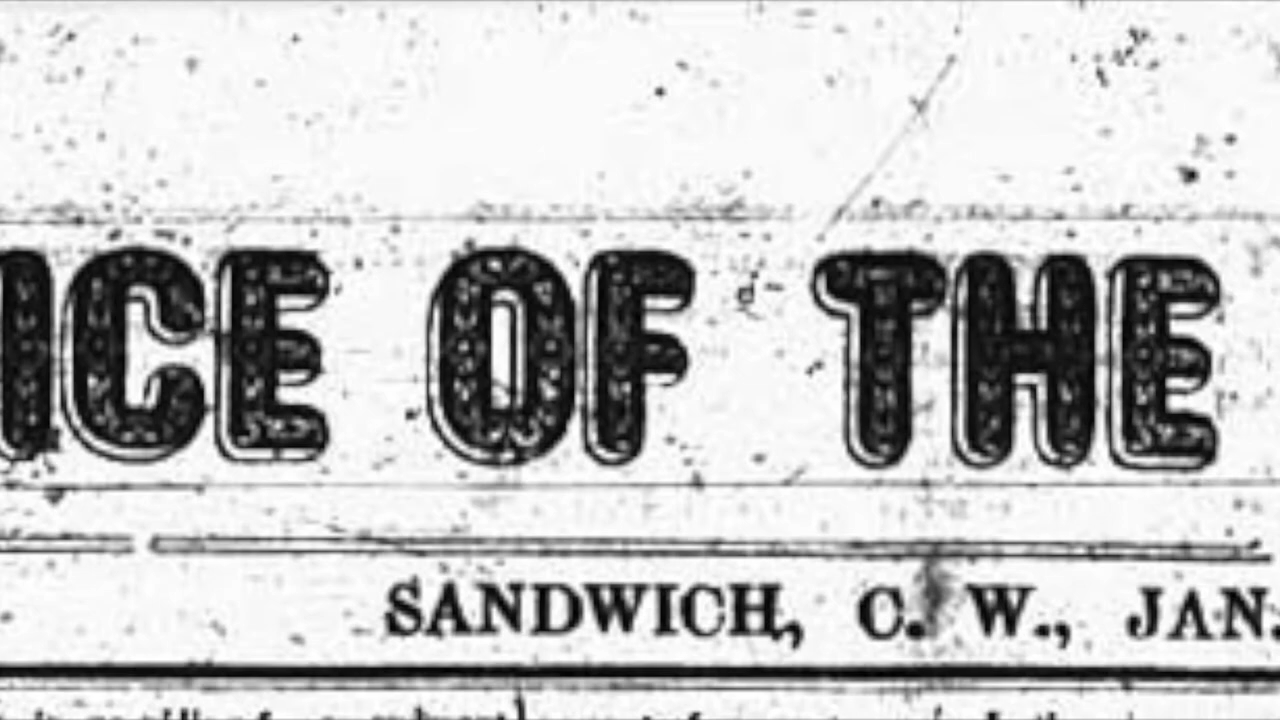 ICE OF THE
SANDWICH, C. W., JAN.